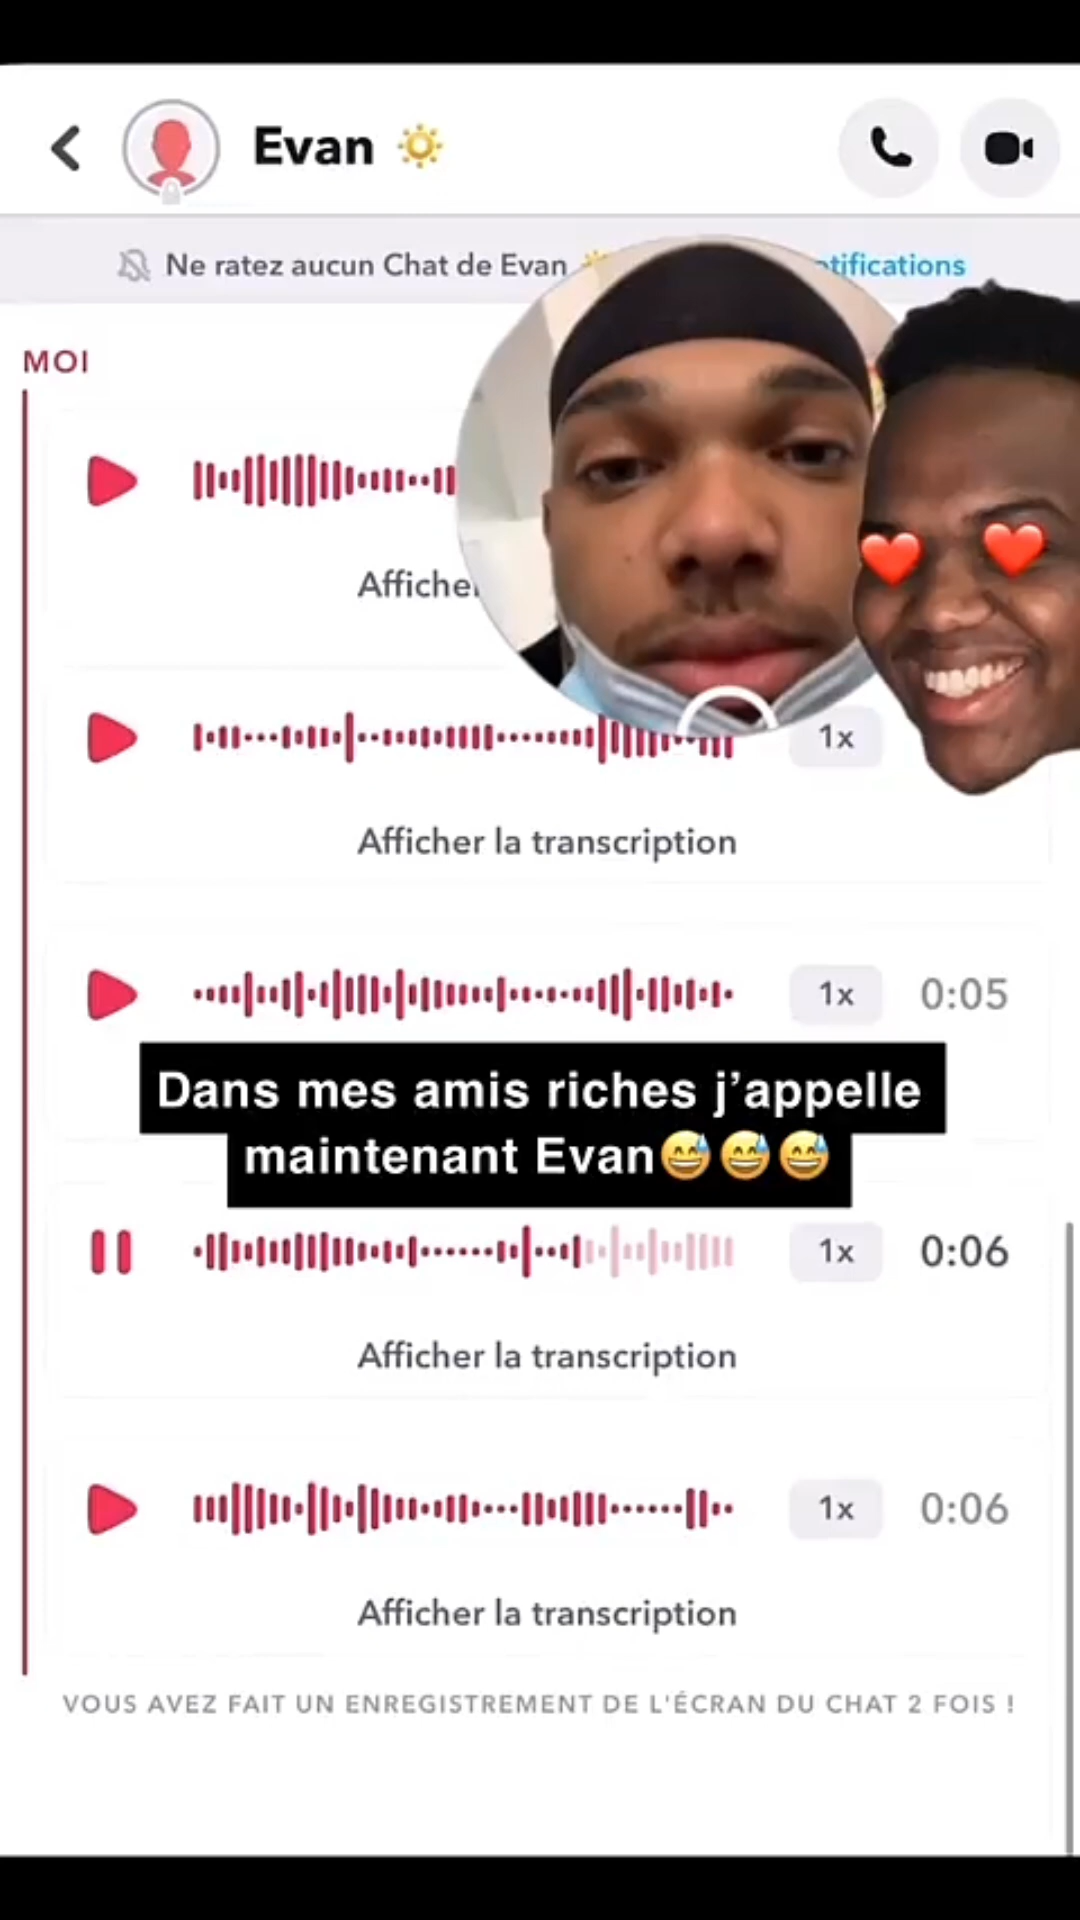 Evan ☀️
Ne ratez aucun Chat de Evan
MOI
1x
Afficher la transcription
1x 0:05
Dans mes amis riches j’appelle
maintenant Evan😅😅😅
1x 0:06
Afficher la transcription
1x 0:06
Afficher la transcription
VOUS AVEZ FAIT UN ENREGISTREMENT DE L'ÉCRAN DU CHAT 2 FOIS !